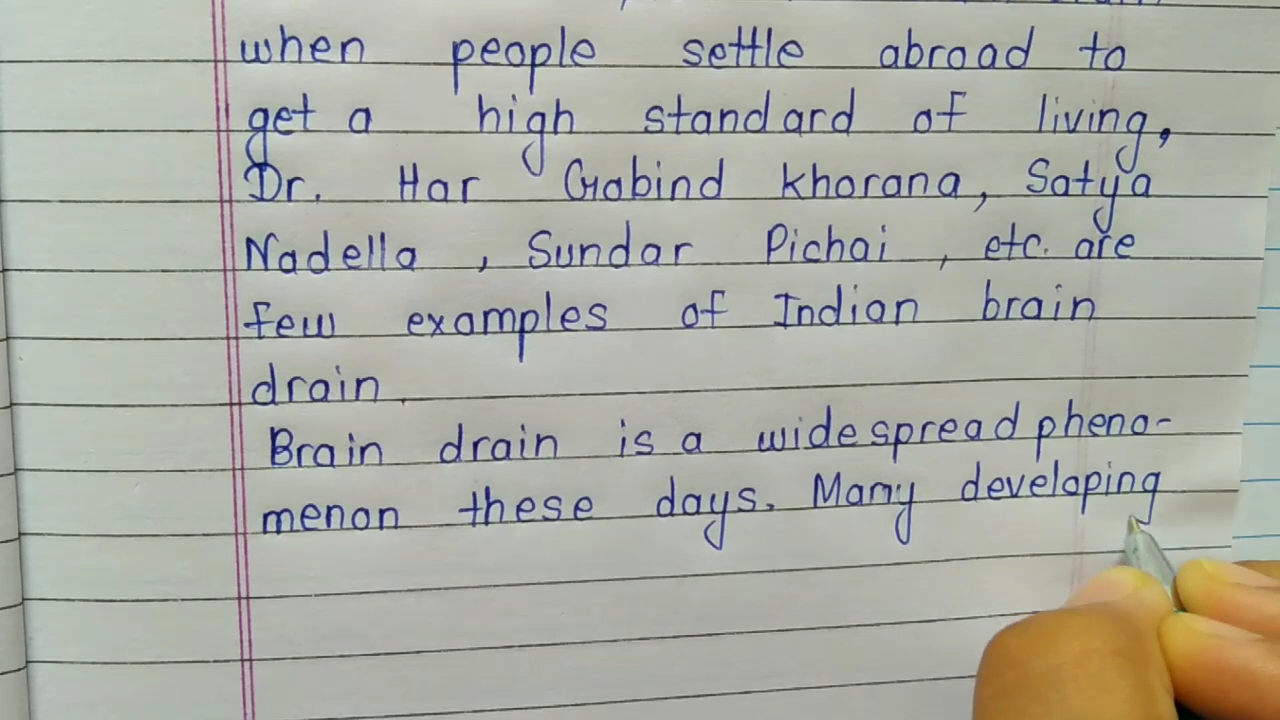 when people settle abroad to
get a high standard of living,
Dr. Har Gobind Khorana, Satya
Nadella, Sundar Pichai, etc. are
few examples of Indian brain
drain.
Brain drain is a widespread pheno-
menon these days. Many developing